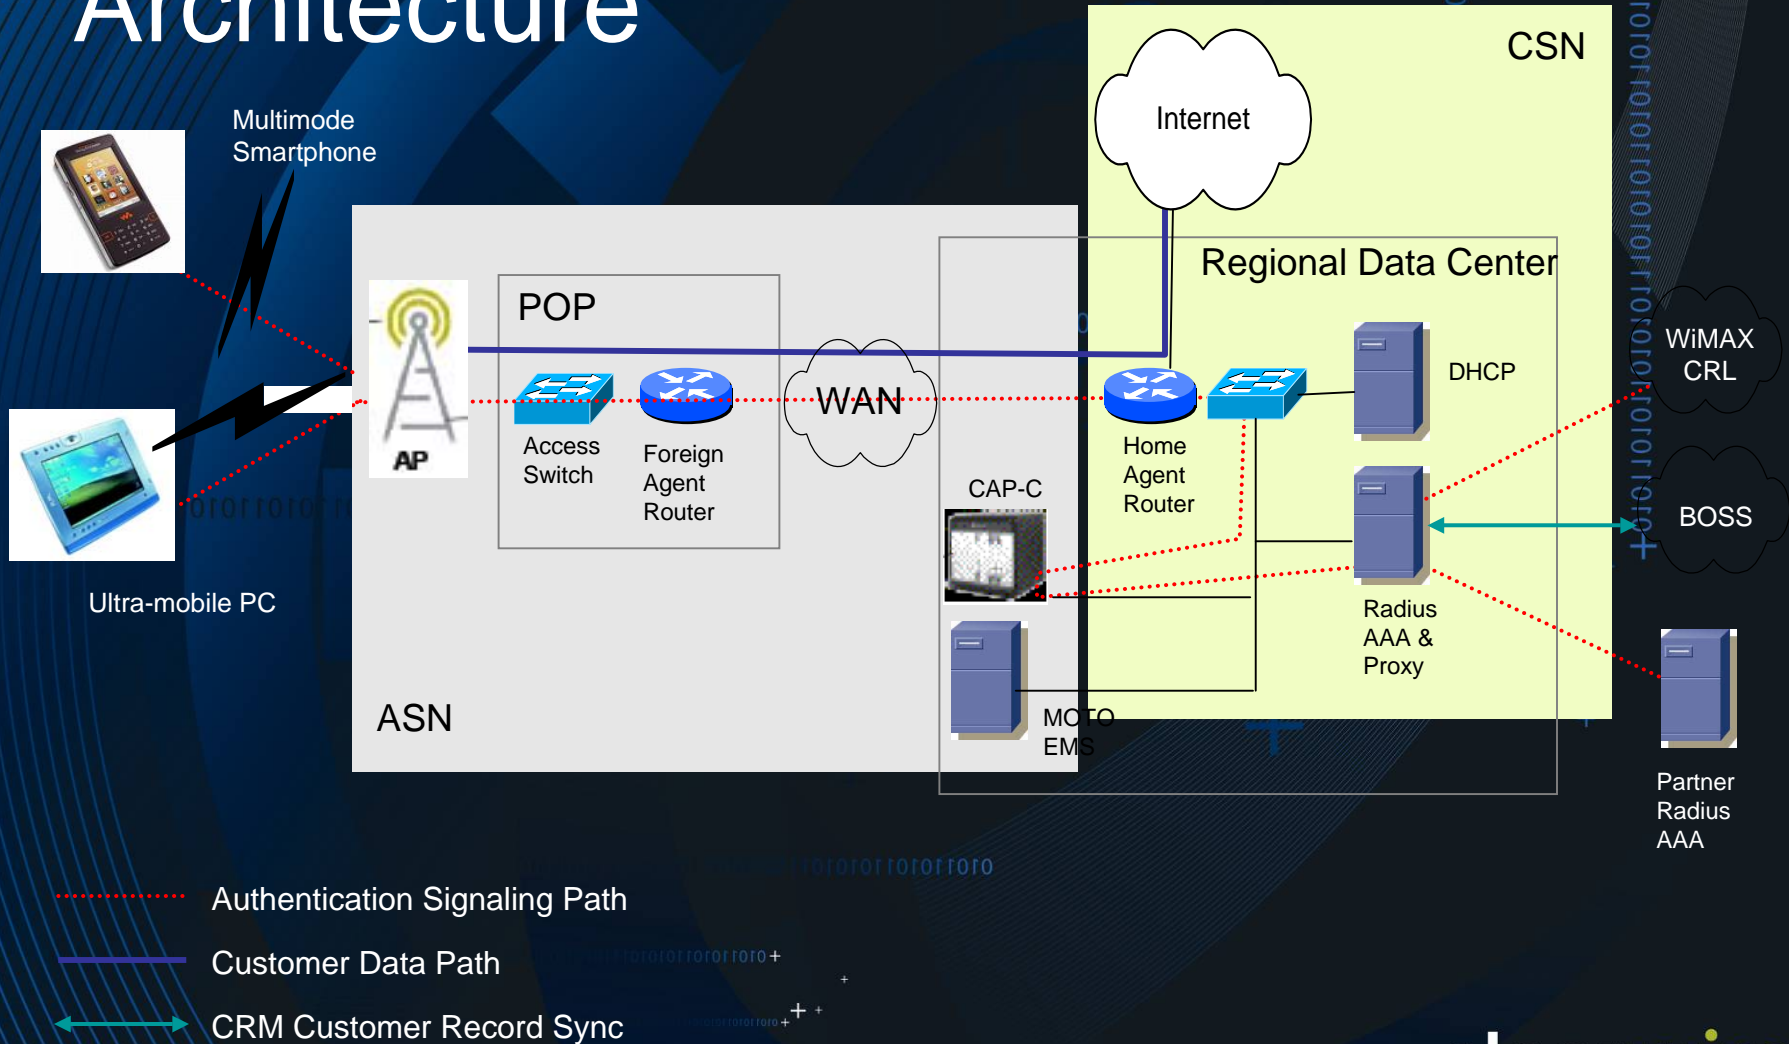 Architecture
CSN
Internet
Multimode
Smartphone
Regional Data Center
POP
WiMAX
CRL
DHCP
WAN
Access
Switch
Foreign
Agent
Router
Home
Agent
Router
AP
CAP-C
BOSS
Ultra-mobile PC
Radius
AAA &
Proxy
ASN
MOTO
EMS
Partner
Radius
AAA
Authentication Signaling Path
Customer Data Path
CRM Customer Record Sync